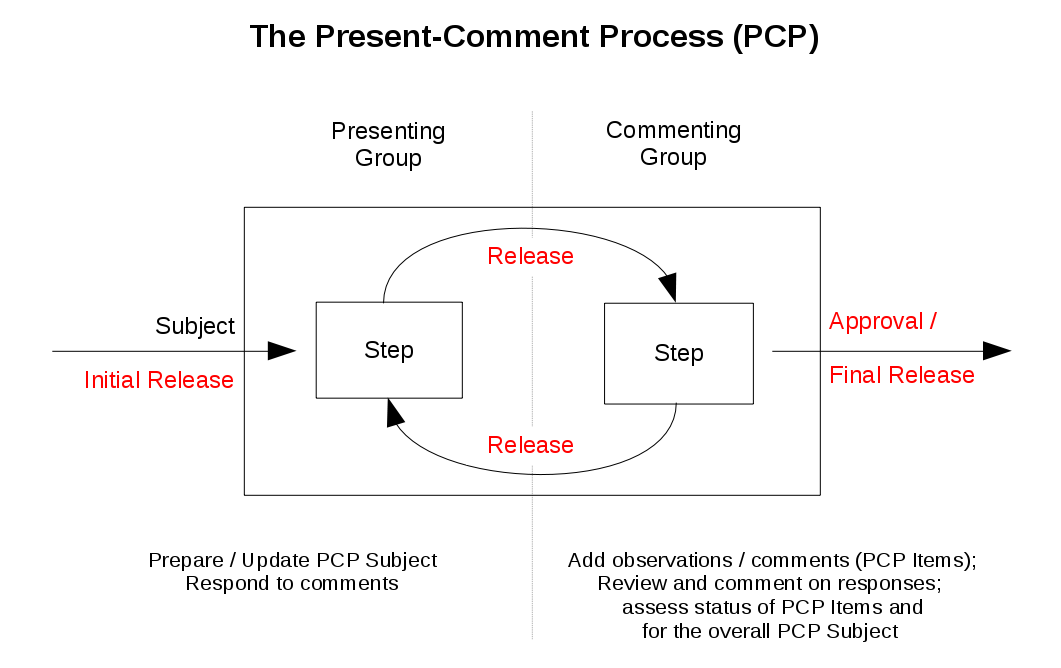 The Present-Comment Process (PCP)
Presenting
Group
Commenting
Group
Release
Subject
Initial Release
Step
Step
Approval /
Final Release
Release
Prepare / Update PCP Subject
Respond to comments
Add observations / comments (PCP Items);
Review and comment on responses;
assess status of PCP Items and
for the overall PCP Subject